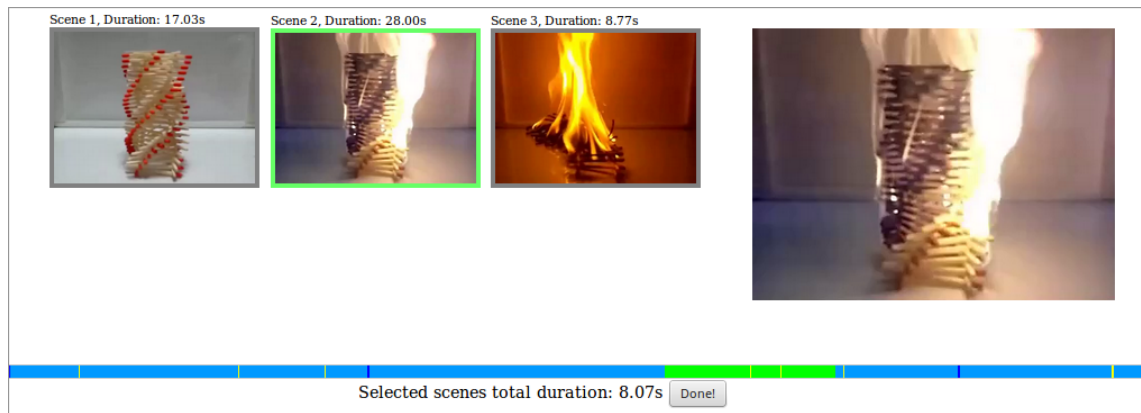 Scene 1, Duration: 17.03s
Scene 2, Duration: 28.00s
Scene 3, Duration: 8.77s
Selected scenes total duration: 8.07s
Done!